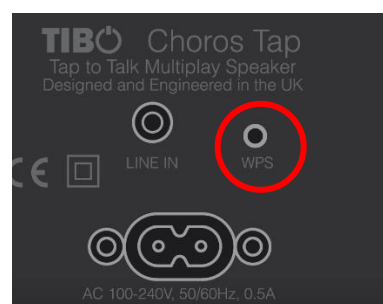 TIBO Choros Tap
Tap to Talk Multiplay Speaker
Designed and Engineered in the UK
LINE IN
WPS
CE
AC 100-240V, 50/60Hz, 0.5A